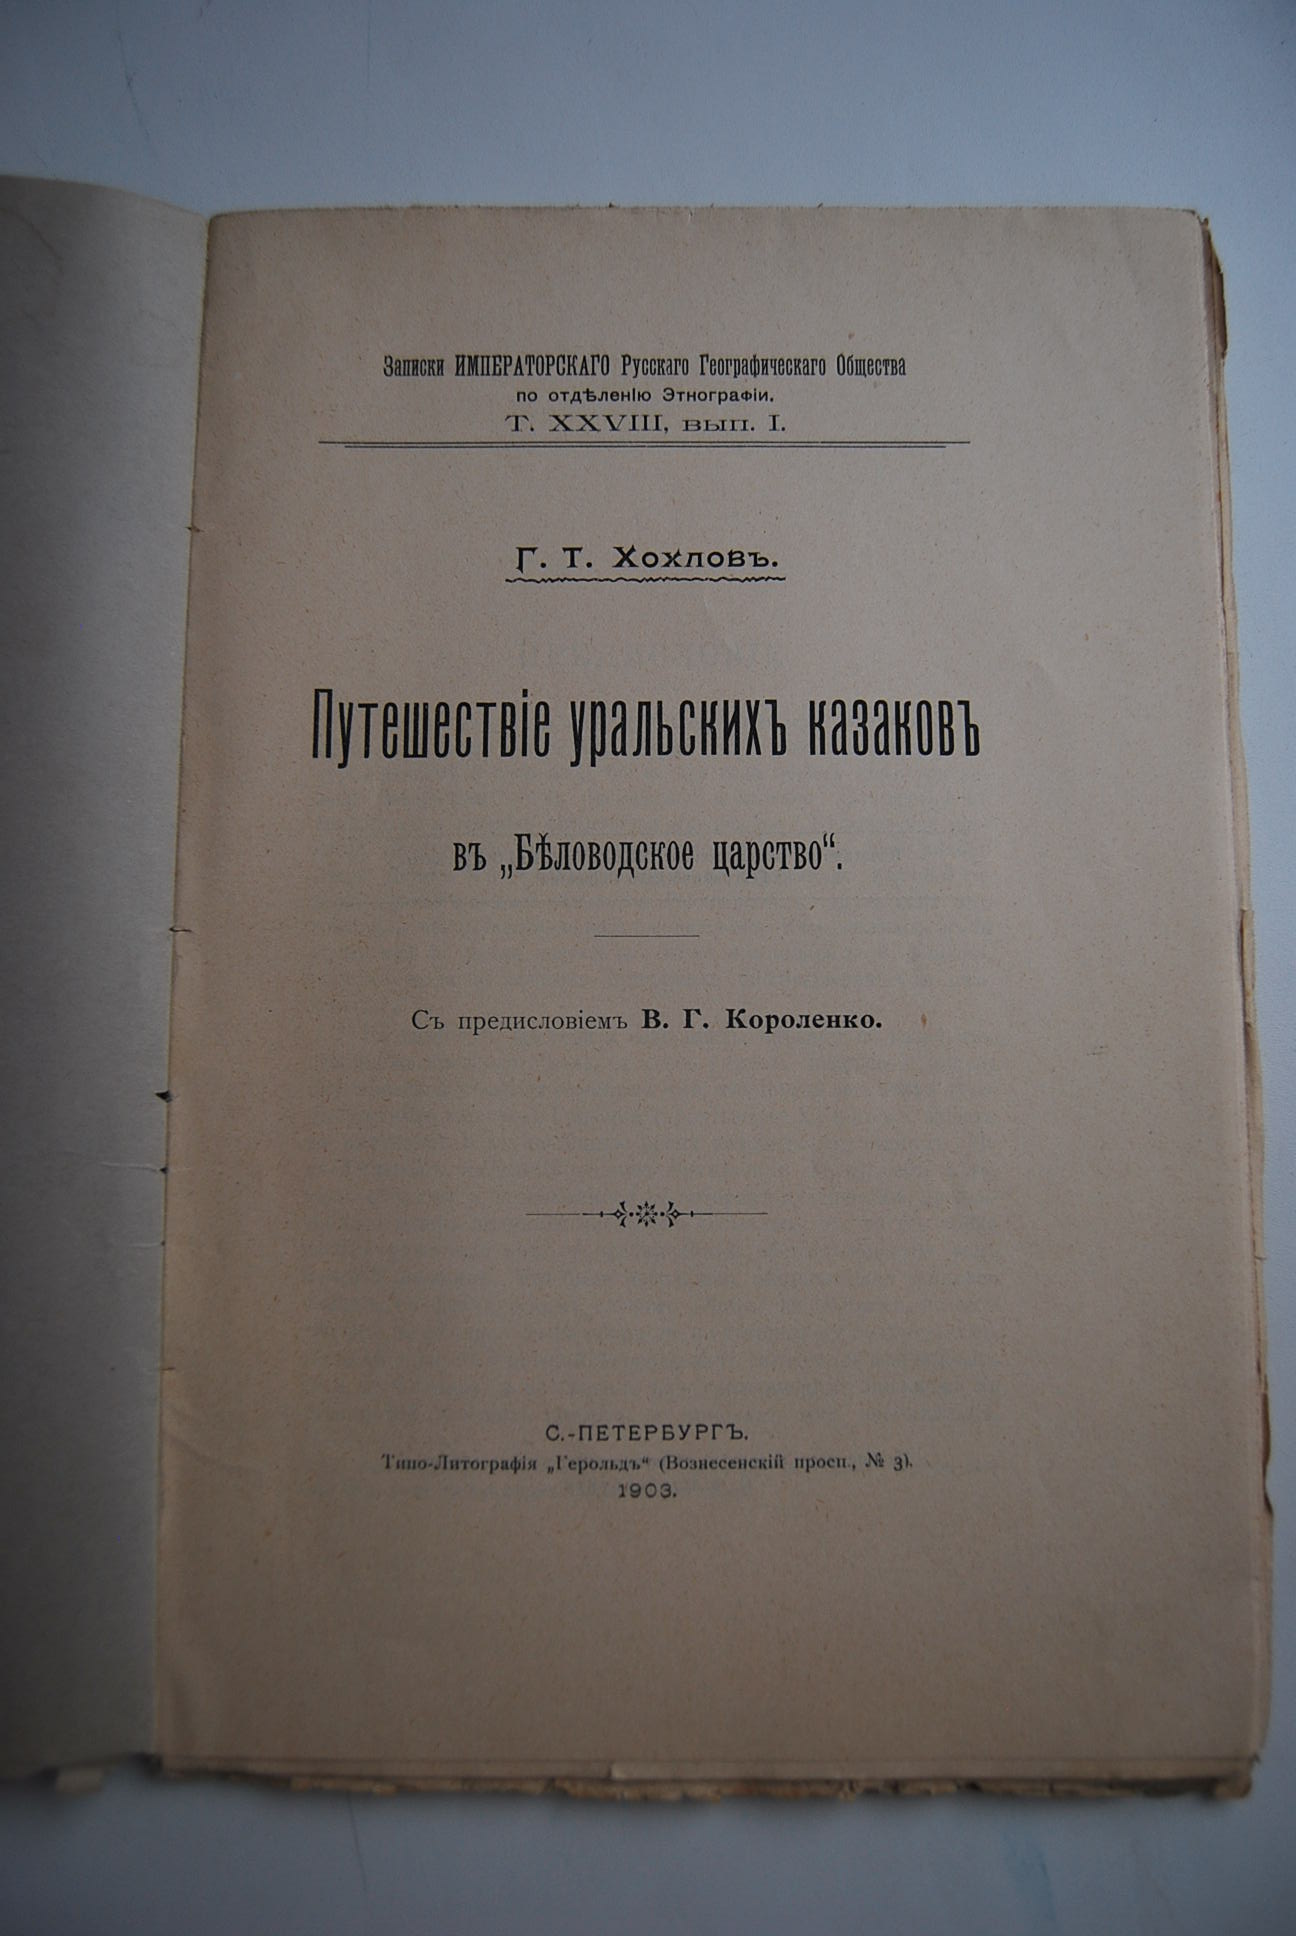 Записки ИМПЕРАТОРСКАГО Русскаго Географическаго Общества
по отдѣленію Этнографіи.
Т. XXVIII, вып. I.
Г. Т. Хохловъ.
Путешествіе уральскихъ казаковъ
въ „Бѣловодское царство“.
Съ предисловіемъ В. Г. Короленко.
С.-ПЕТЕРБУРГЪ.
Типо-Литографія „Герольдъ“ (Вознесенскій просп., № 3).
1903.